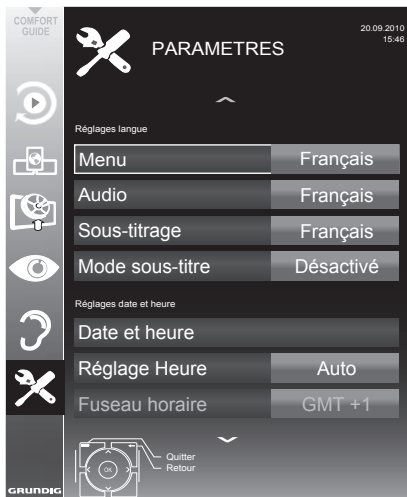 COMFORT
GUIDE
PARAMETRES
20.09.2010
15:46
Réglages langue
Menu Français
Audio Français
Sous-titrage Français
Mode sous-titre Désactivé
Réglages date et heure
Date et heure
Réglage Heure Auto
Fuseau horaire GMT +1
Quitter
Retour
OK
GRUNDIG